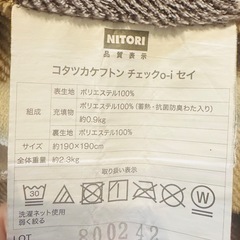 NITORI
品質表示
コタツカケフトン チェックo-i セイ
表生地 ポリエステル100%
組成 充填物 ポリエステル100%(蓄熱・抗菌防臭わた入り)
約0.9kg
裏生地 ポリエステル100%
サイズ 約190×190cm
全体重量 約2.3kg
取り扱い表示
30 W
洗濯ネット使用
弱く絞る
LOT 800242